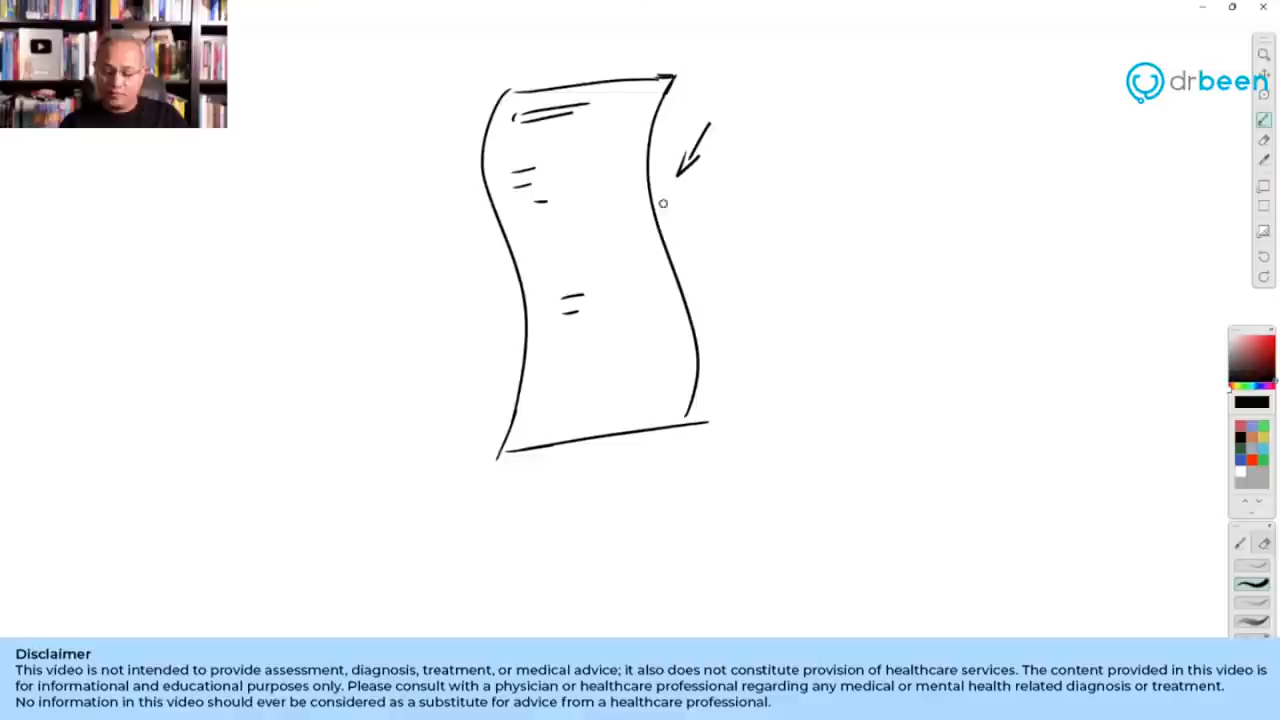 drbeen
Disclaimer
This video is not intended to provide assessment, diagnosis, treatment, or medical advice; it also does not constitute provision of healthcare services. The content provided in this video is
for informational and educational purposes only. Please consult with a physician or healthcare professional regarding any medical or mental health related diagnosis or treatment.
No information in this video should ever be considered as a substitute for advice from a healthcare professional.